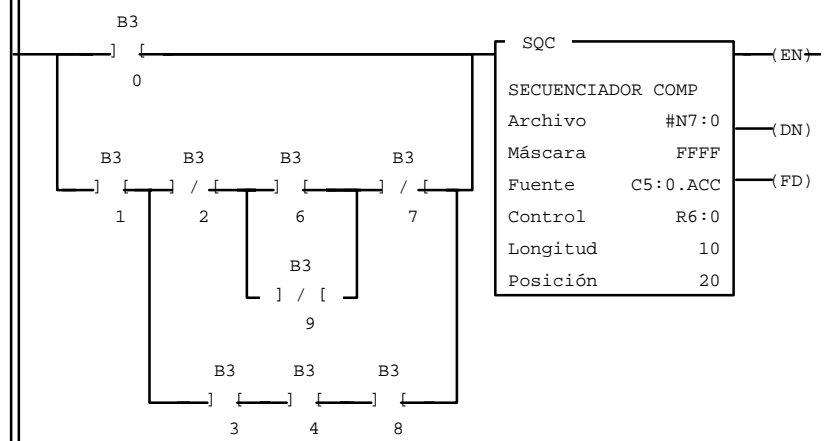 B3
] [
0
SQC
(EN)
SECUENCIADOR COMP
Archivo #N7:0
(DN)
Máscara FFFF
(FD)
Fuente C5:0.ACC
Control R6:0
Longitud 10
Posición 20
B3 B3 B3 B3
] [ ] / [ ] [ ] / [
1 2 6 7
B3
] / [
9
B3 B3 B3
] [ ] [ ] [
3 4 8